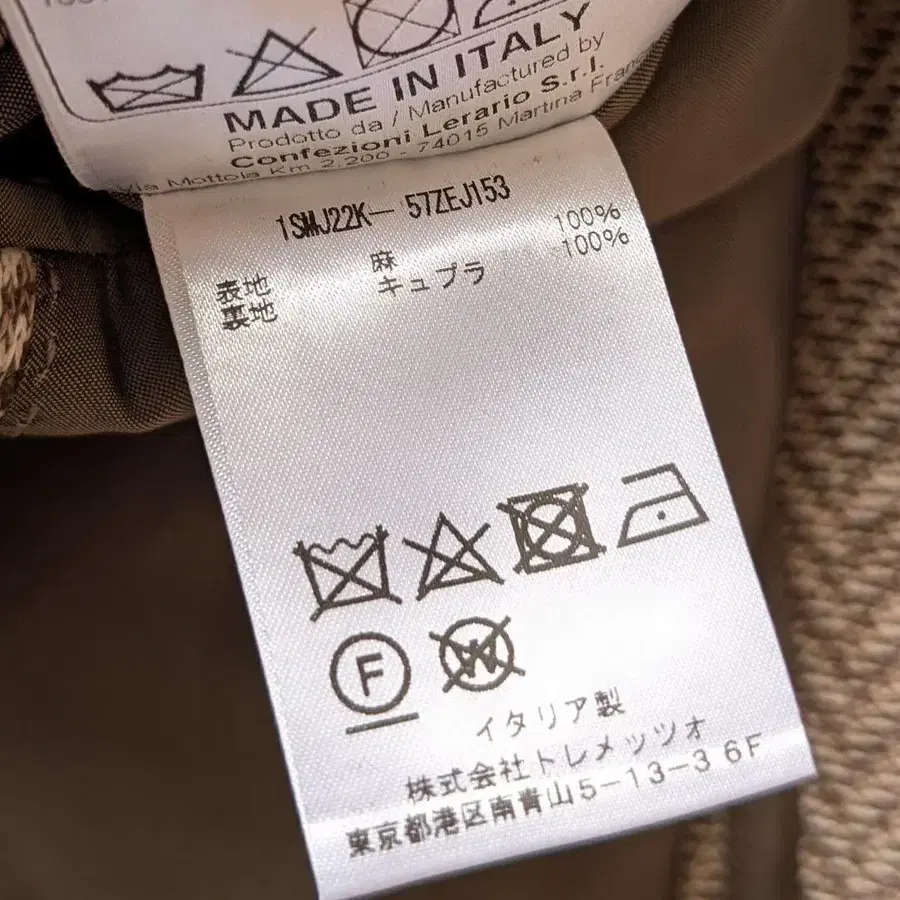 MADE IN ITALY
Prodotto da / Manufactured by
Confezioni Lerario S.r.l.
Via Mottola Km 2,200 - 74015 Martina Franc
1SMJ22K- 57ZEJ153
表地 麻 100%
裏地 キュプラ 100%
F
W
イタリア製
株式会社トレメッツォ
東京都港区南青山5-13-3 6F